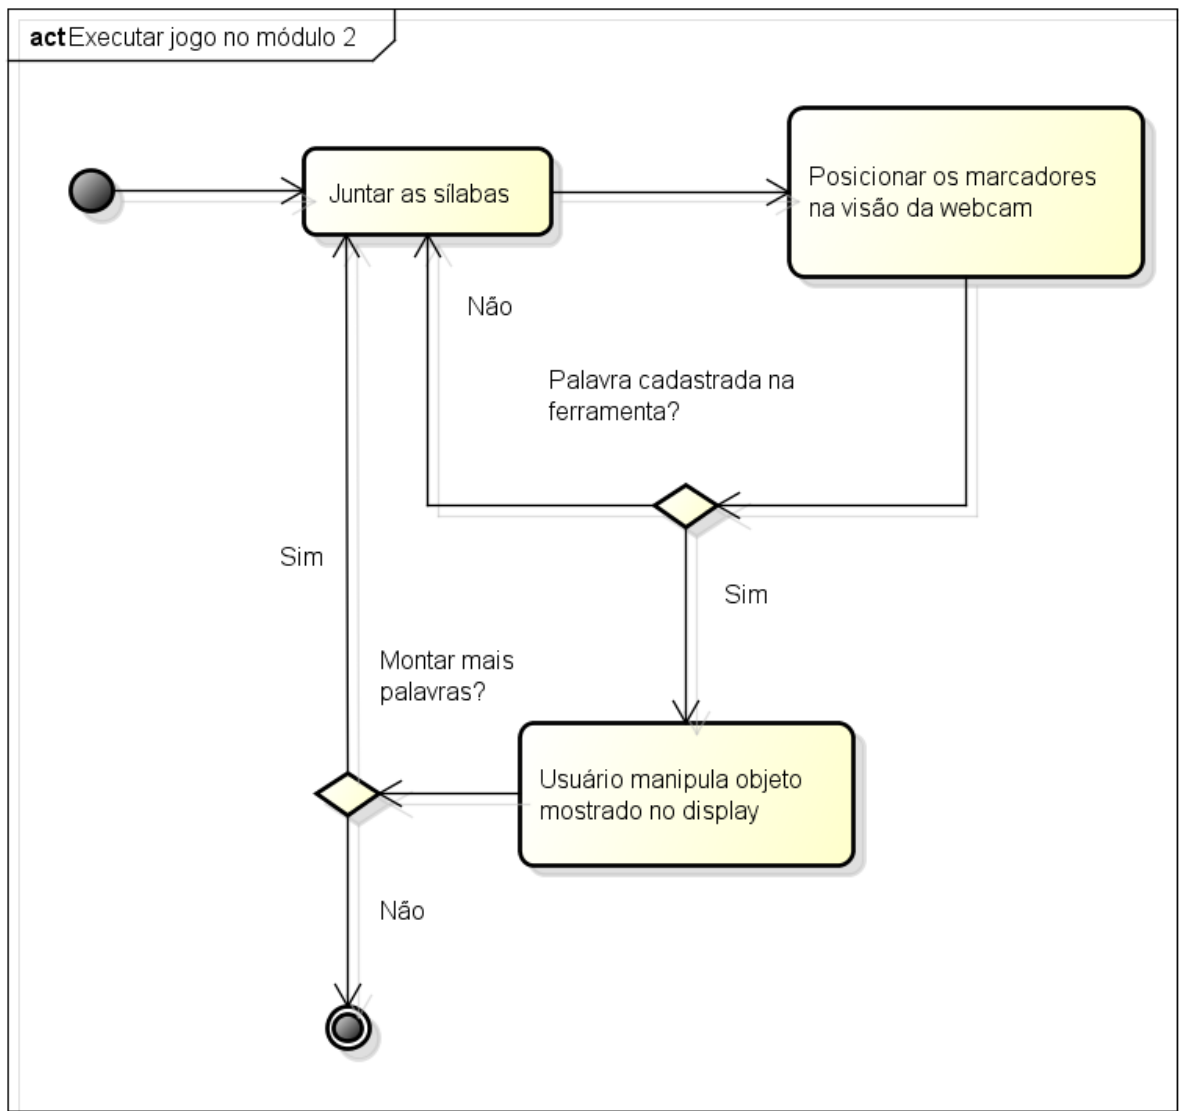 act Executar jogo no módulo 2
Juntar as sílabas
Posicionar os marcadores
na visão da webcam
Não
Palavra cadastrada na
ferramenta?
Sim
Sim
Montar mais
palavras?
Usuário manipula objeto
mostrado no display
Não